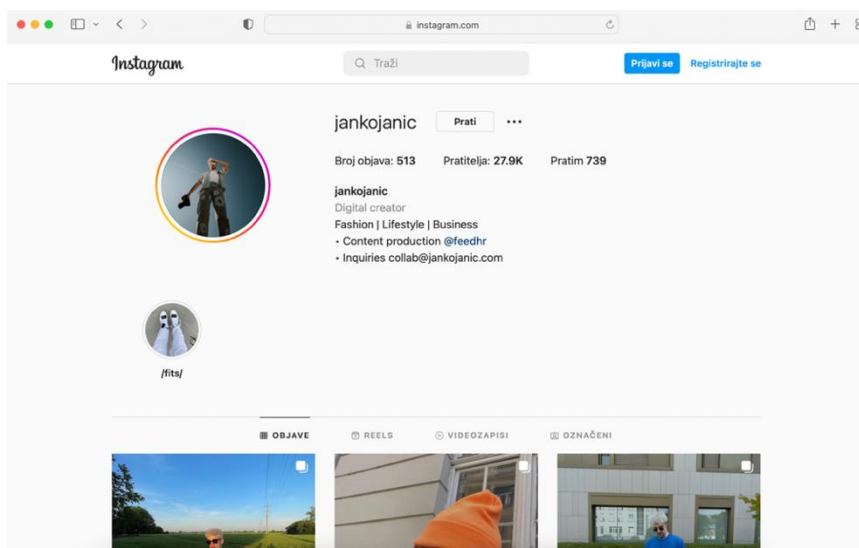 instagram.com
Instagram
Traži
Prijavi se
Registrirajte se
jankojanic
Prati
Broj objava: 513 Pratitelja: 27.9K Pratim 739
jankojanic
Digital creator
Fashion | Lifestyle | Business
• Content production @feedhr
• Inquiries collab@jankojanic.com
/fits/
OBJAVE REELS VIDEOZAPISI OZNAČENI